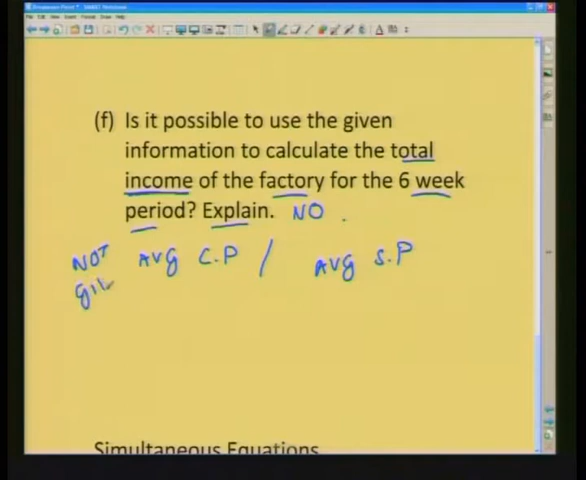 (f) Is it possible to use the given
information to calculate the total
income of the factory for the 6 week
period? Explain. NO .
NOT AVG C.P / AVG S.P
Simultaneous Equations